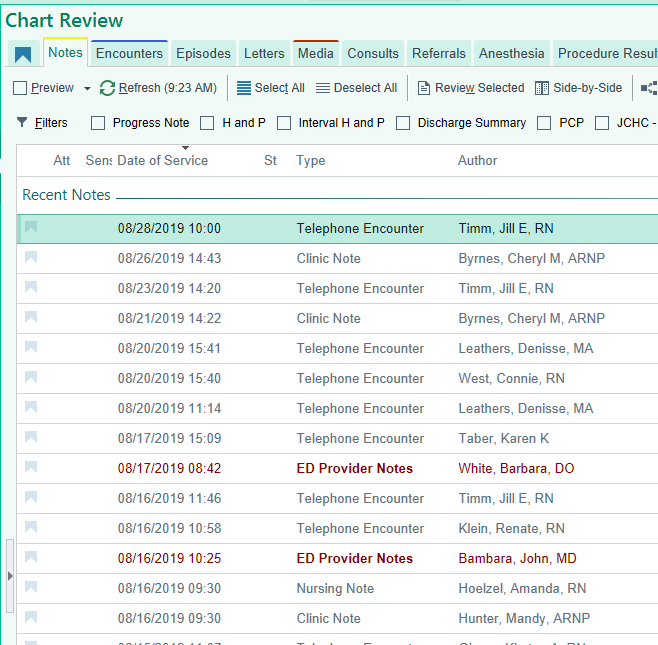 Chart Review
Notes Encounters Episodes Letters Media Consults Referrals Anesthesia Procedure Resul
Preview Refresh (9:23 AM) Select All Deselect All Review Selected Side-by-Side
Filters Progress Note H and P Interval H and P Discharge Summary PCP JCHC -
Att Sens Date of Service St Type Author
Recent Notes
08/28/2019 10:00 Telephone Encounter Timm, Jill E, RN
08/26/2019 14:43 Clinic Note Byrnes, Cheryl M, ARNP
08/23/2019 14:20 Telephone Encounter Timm, Jill E, RN
08/21/2019 14:22 Clinic Note Byrnes, Cheryl M, ARNP
08/20/2019 15:41 Telephone Encounter Leathers, Denisse, MA
08/20/2019 15:40 Telephone Encounter West, Connie, RN
08/20/2019 11:14 Telephone Encounter Leathers, Denisse, MA
08/17/2019 15:09 Telephone Encounter Taber, Karen K
08/17/2019 08:42 ED Provider Notes White, Barbara, DO
08/16/2019 11:46 Telephone Encounter Timm, Jill E, RN
08/16/2019 10:58 Telephone Encounter Klein, Renate, RN
08/16/2019 10:25 ED Provider Notes Bambara, John, MD
08/16/2019 09:30 Nursing Note Hoelzel, Amanda, RN
08/16/2019 09:30 Clinic Note Hunter, Mandy, ARNP